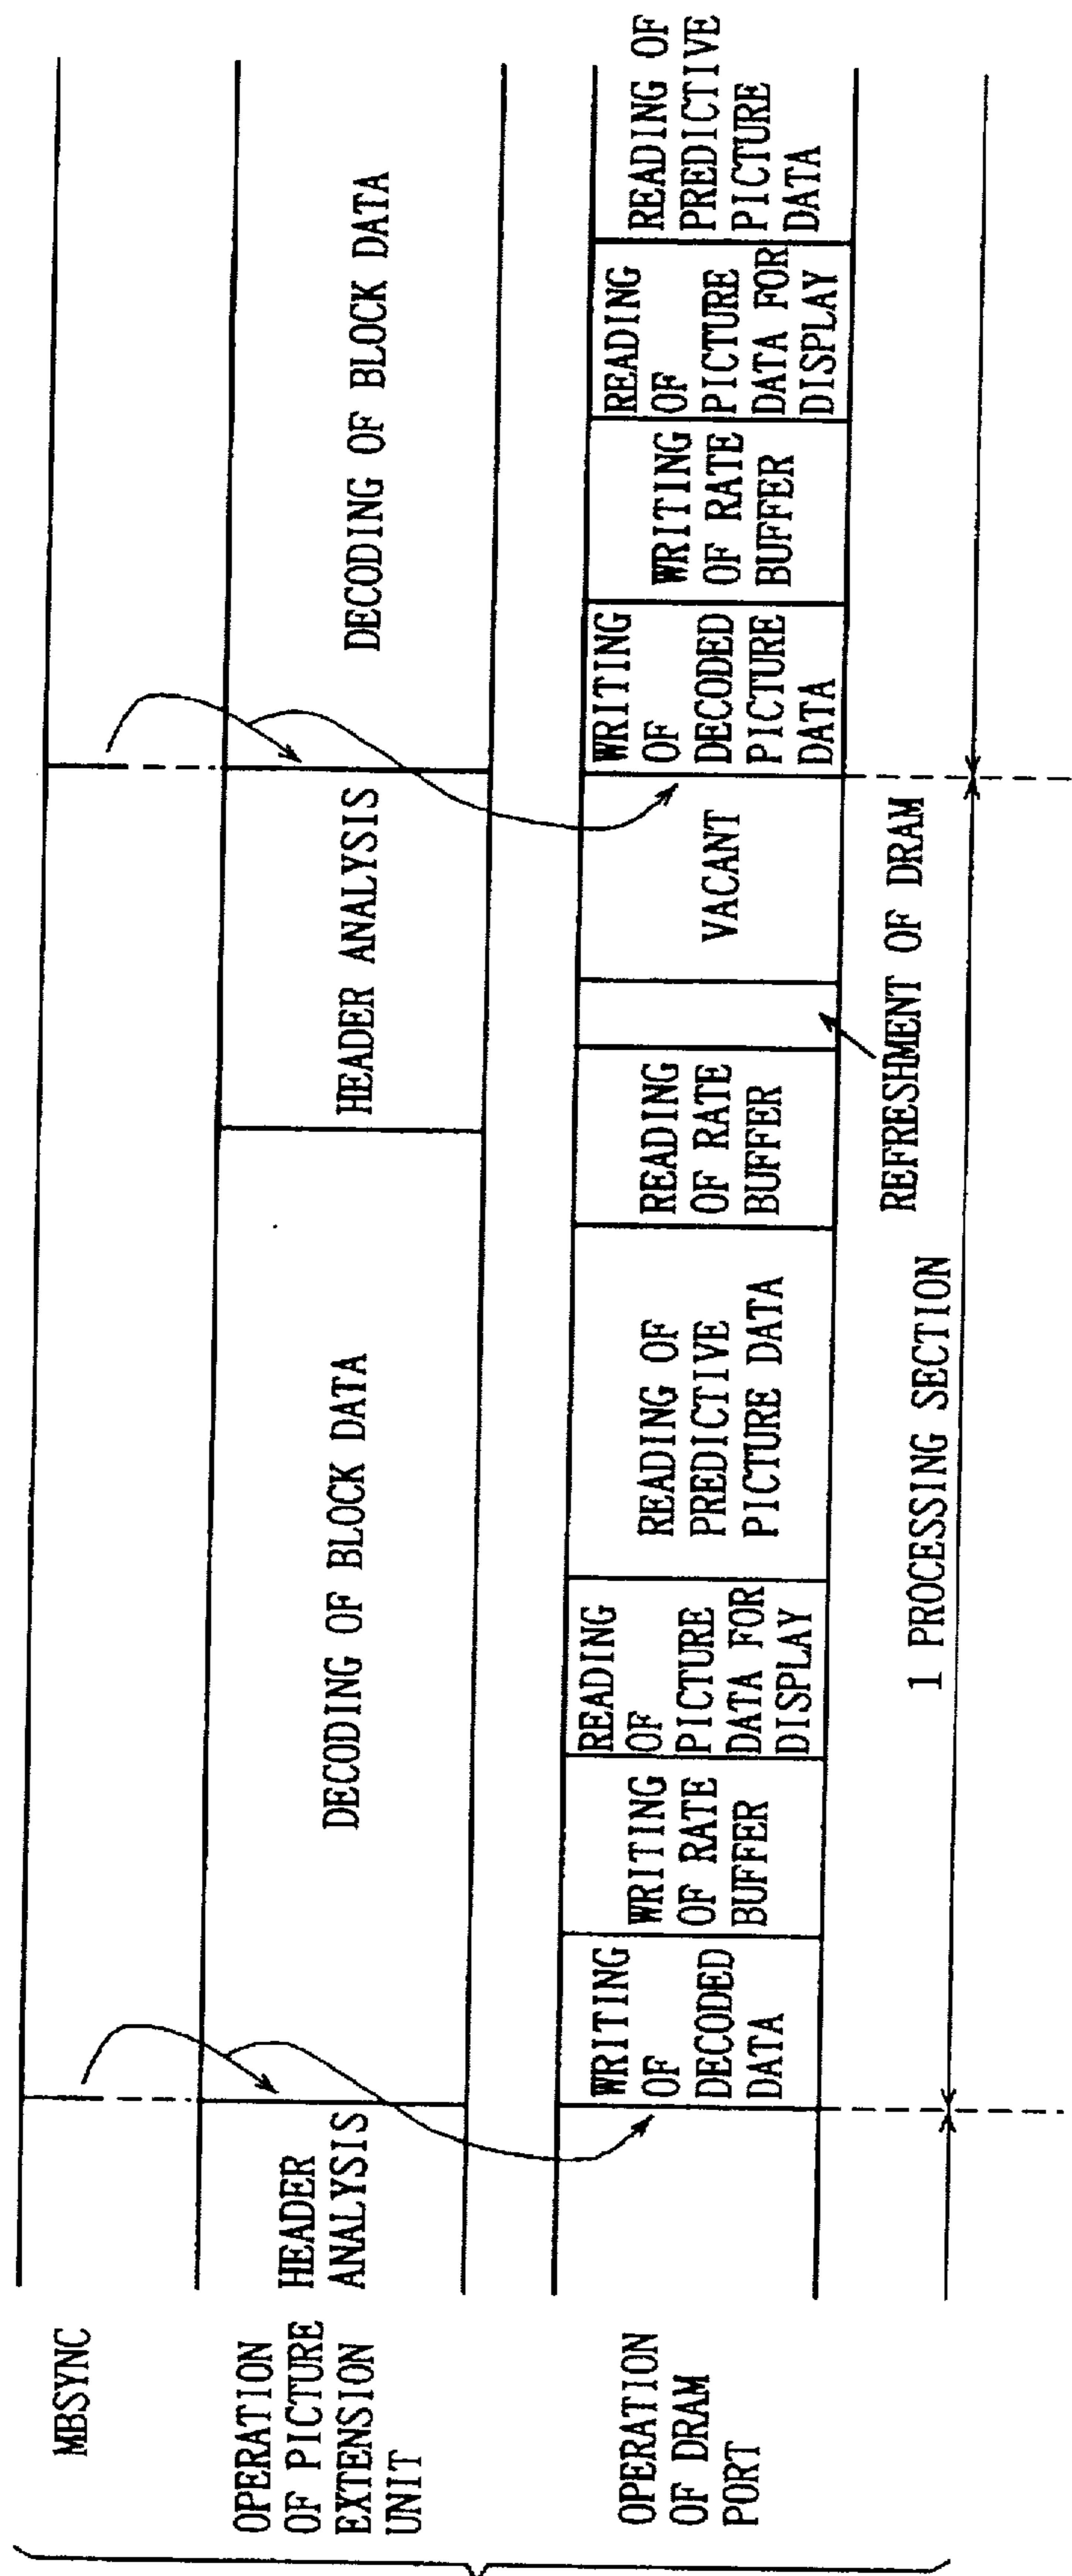 MBSYNC
OPERATION
OF PICTURE
EXTENSION
UNIT
HEADER
ANALYSIS
DECODING OF BLOCK DATA
HEADER ANALYSIS
DECODING OF BLOCK DATA
OPERATION
OF DRAM
PORT
WRITING
OF
DECODED
DATA
WRITING
OF RATE
BUFFER
READING
OF
PICTURE
DATA FOR
DISPLAY
READING OF
PREDICTIVE
PICTURE DATA
READING
OF RATE
BUFFER
VACANT
WRITING
OF
DECODED
PICTURE
DATA
WRITING
OF RATE
BUFFER
READING
OF
PICTURE
DATA FOR
DISPLAY
READING OF
PREDICTIVE
PICTURE
DATA
REFRESHMENT OF DRAM
1 PROCESSING SECTION